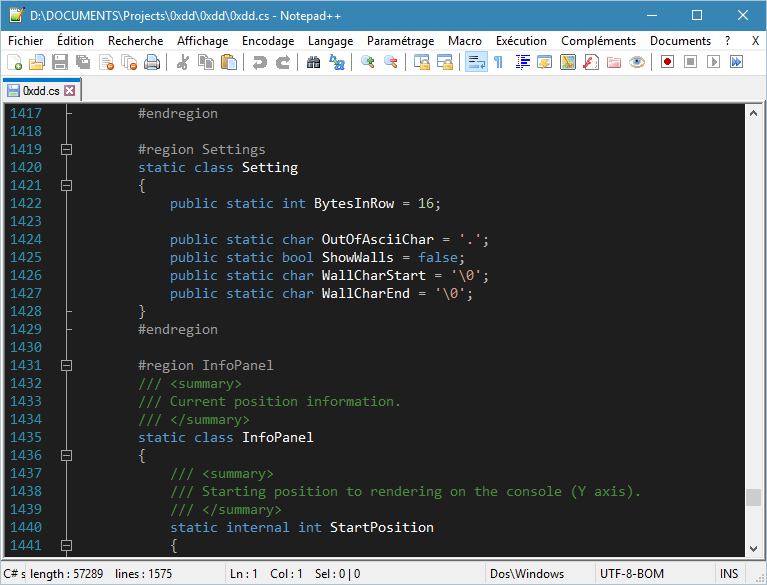 D:\DOCUMENTS\Projects\0xdd\0xdd\0xdd.cs - Notepad++
Fichier Édition Recherche Affichage Encodage Langage Paramétrage Macro Exécution Compléments Documents ? X
0xdd.cs
1417 #endregion
1418
1419 #region Settings
1420 static class Setting
1421 {
1422 public static int BytesInRow = 16;
1423
1424 public static char OutOfAsciiChar = '.';
1425 public static bool ShowWalls = false;
1426 public static char WallCharStart = '\0';
1427 public static char WallCharEnd = '\0';
1428 }
1429 #endregion
1430
1431 #region InfoPanel
1432 /// <summary>
1433 /// Current position information.
1434 /// </summary>
1435 static class InfoPanel
1436 {
1437 /// <summary>
1438 /// Starting position to rendering on the console (Y axis).
1439 /// </summary>
1440 static internal int StartPosition
1441 {
C# s length : 57289 lines : 1575 Ln : 1 Col : 1 Sel : 0 | 0 Dos\Windows UTF-8-BOM INS